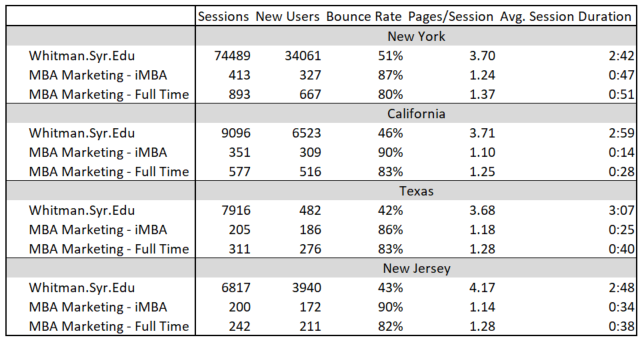 Sessions New Users Bounce Rate Pages/Session Avg. Session Duration
New York
Whitman.Syr.Edu 74489 34061 51% 3.70 2:42
MBA Marketing - iMBA 413 327 87% 1.24 0:47
MBA Marketing - Full Time 893 667 80% 1.37 0:51
California
Whitman.Syr.Edu 9096 6523 46% 3.71 2:59
MBA Marketing - iMBA 351 309 90% 1.10 0:14
MBA Marketing - Full Time 577 516 83% 1.25 0:28
Texas
Whitman.Syr.Edu 7916 482 42% 3.68 3:07
MBA Marketing - iMBA 205 186 86% 1.18 0:25
MBA Marketing - Full Time 311 276 83% 1.28 0:40
New Jersey
Whitman.Syr.Edu 6817 3940 43% 4.17 2:48
MBA Marketing - iMBA 200 172 90% 1.14 0:34
MBA Marketing - Full Time 242 211 82% 1.28 0:38